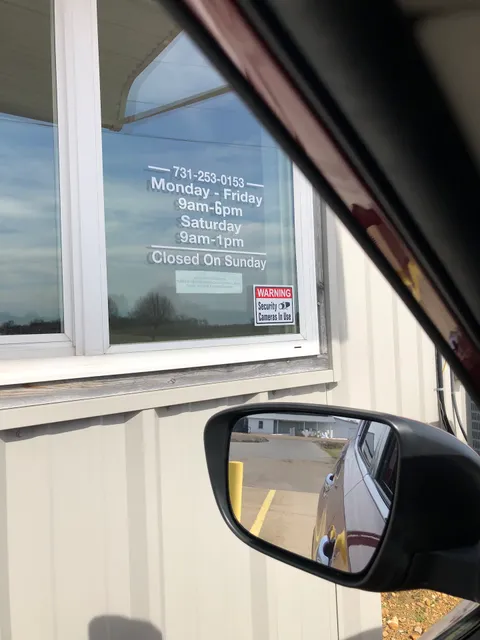 731-253-0153
Monday - Friday
9am-6pm
Saturday
9am-1pm
Closed On Sunday
WARNING
Security
Cameras In Use